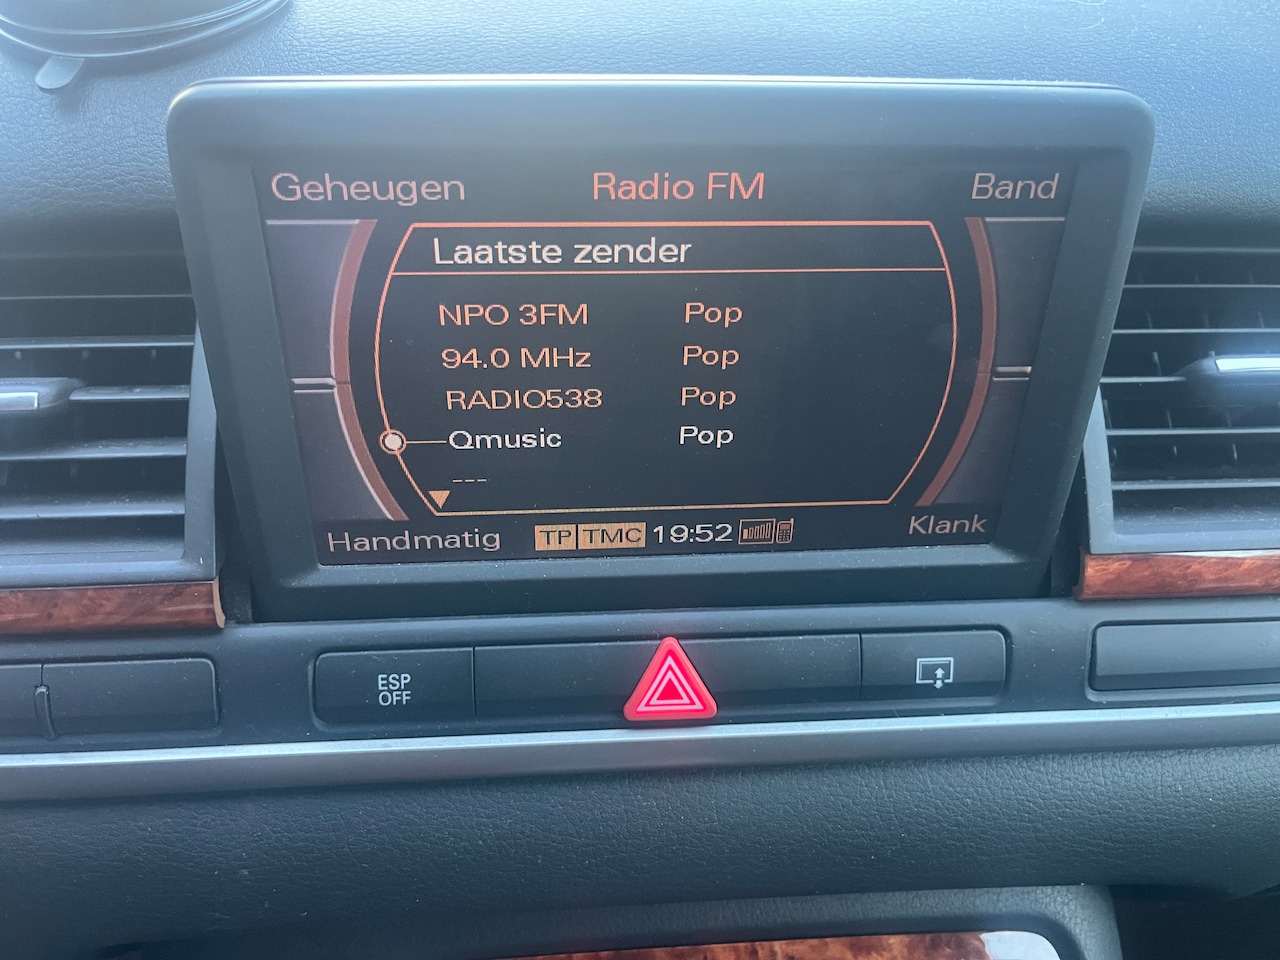 Geheugen Radio FM Band
Laatste zender
NPO 3FM Pop
94.0 MHz Pop
RADIO538 Pop
Qmusic Pop
---
Handmatig TP TMC 19:52 Klank
ESP
OFF